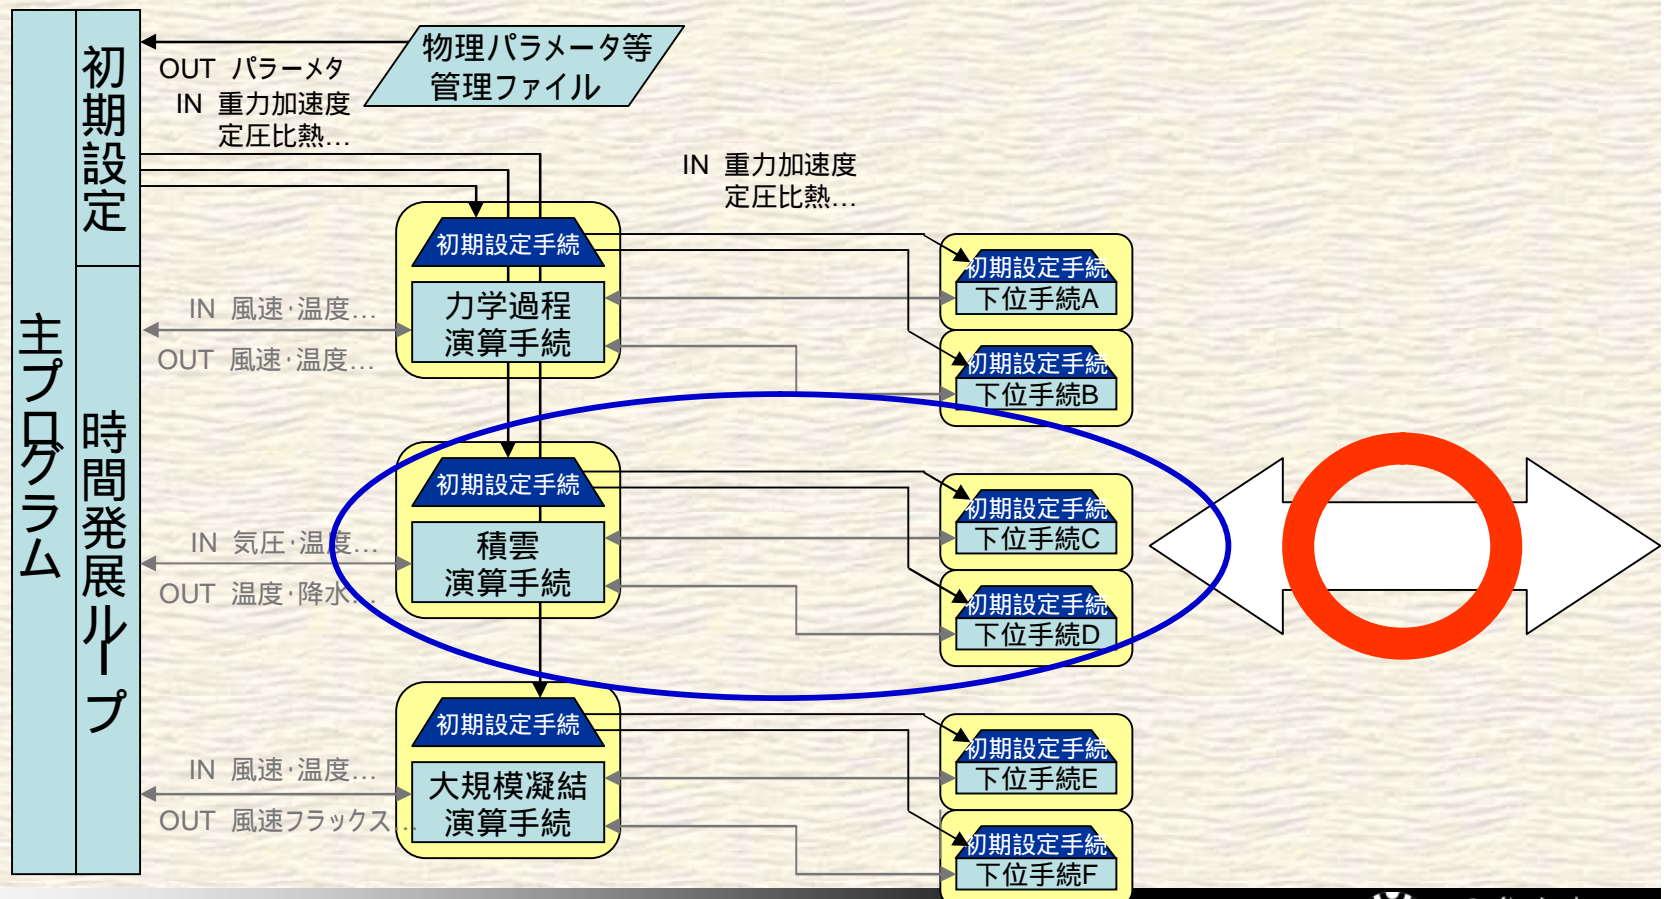 主プログラム
初期設定
時間発展ループ
物理パラメータ等
管理ファイル
OUT パラーメタ
IN 重力加速度
定圧比熱…
IN 重力加速度
定圧比熱…
初期設定手続
力学過程
演算手続
IN 風速･温度…
OUT 風速･温度…
初期設定手続
下位手続A
初期設定手続
下位手続B
初期設定手続
積雲
演算手続
IN 気圧･温度…
OUT 温度･降水…
初期設定手続
下位手続C
初期設定手続
下位手続D
初期設定手続
大規模凝結
演算手続
IN 風速･温度…
OUT 風速フラックス…
初期設定手続
下位手続E
初期設定手続
下位手続F